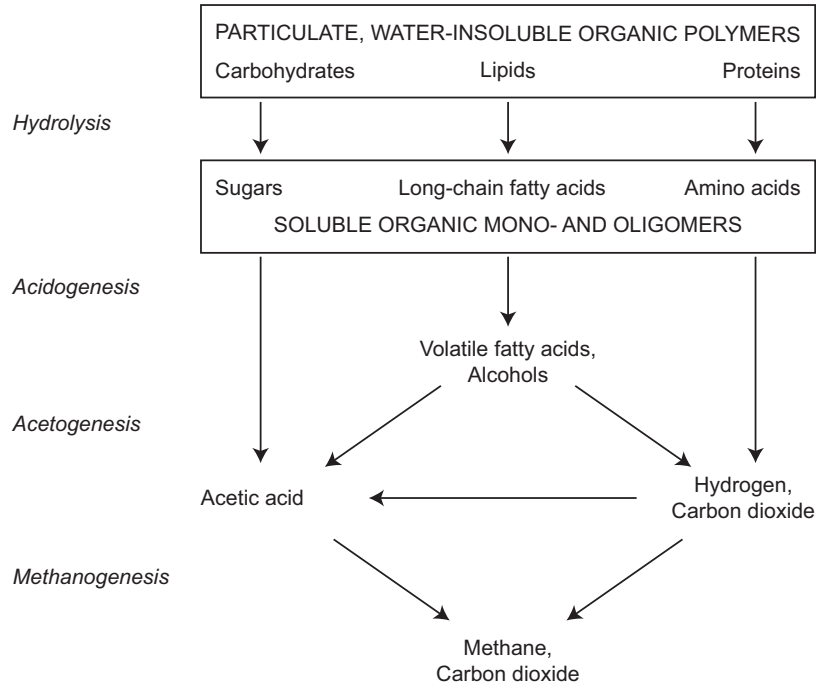 PARTICULATE, WATER-INSOLUBLE ORGANIC POLYMERS
Carbohydrates Lipids Proteins
Hydrolysis
Sugars Long-chain fatty acids Amino acids
SOLUBLE ORGANIC MONO- AND OLIGOMERS
Acidogenesis
Volatile fatty acids,
Alcohols
Acetogenesis
Acetic acid
Hydrogen,
Carbon dioxide
Methanogenesis
Methane,
Carbon dioxide